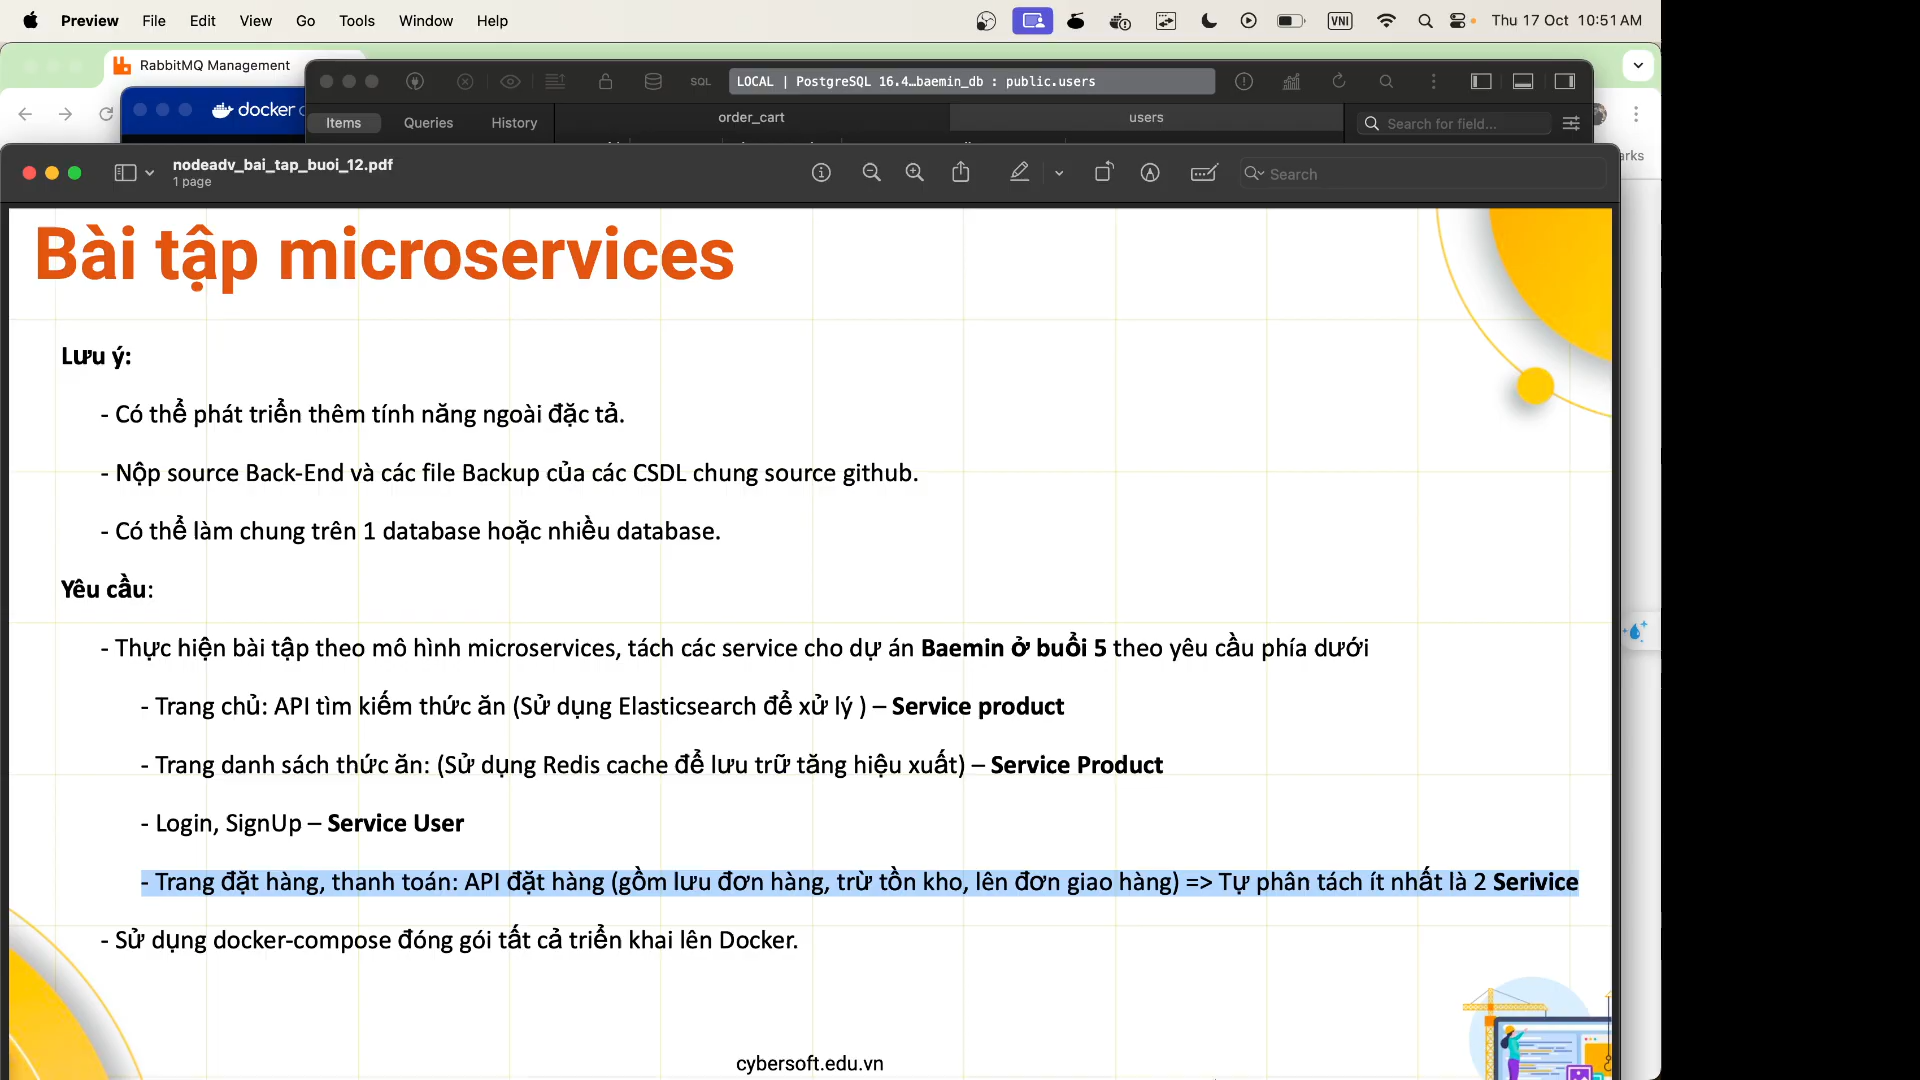 Preview File Edit View Go Tools Window Help VNI Thu 17 Oct 10:51 AM
RabbitMQ Management
docker
SQL LOCAL | PostgreSQL 16.4…baemin_db : public.users
Items Queries History order_cart users Search for field...
arks
nodeadv_bai_tap_buoi_12.pdf
1 page
Search
Bài tập microservices
Lưu ý:
- Có thể phát triển thêm tính năng ngoài đặc tả.
- Nộp source Back-End và các file Backup của các CSDL chung source github.
- Có thể làm chung trên 1 database hoặc nhiều database.
Yêu cầu:
- Thực hiện bài tập theo mô hình microservices, tách các service cho dự án Baemin ở buổi 5 theo yêu cầu phía dưới
- Trang chủ: API tìm kiếm thức ăn (Sử dụng Elasticsearch để xử lý ) – Service product
- Trang danh sách thức ăn: (Sử dụng Redis cache để lưu trữ tăng hiệu xuất) – Service Product
- Login, SignUp – Service User
- Trang đặt hàng, thanh toán: API đặt hàng (gồm lưu đơn hàng, trừ tồn kho, lên đơn giao hàng) => Tự phân tách ít nhất là 2 Serivice
- Sử dụng docker-compose đóng gói tất cả triển khai lên Docker.
cybersoft.edu.vn